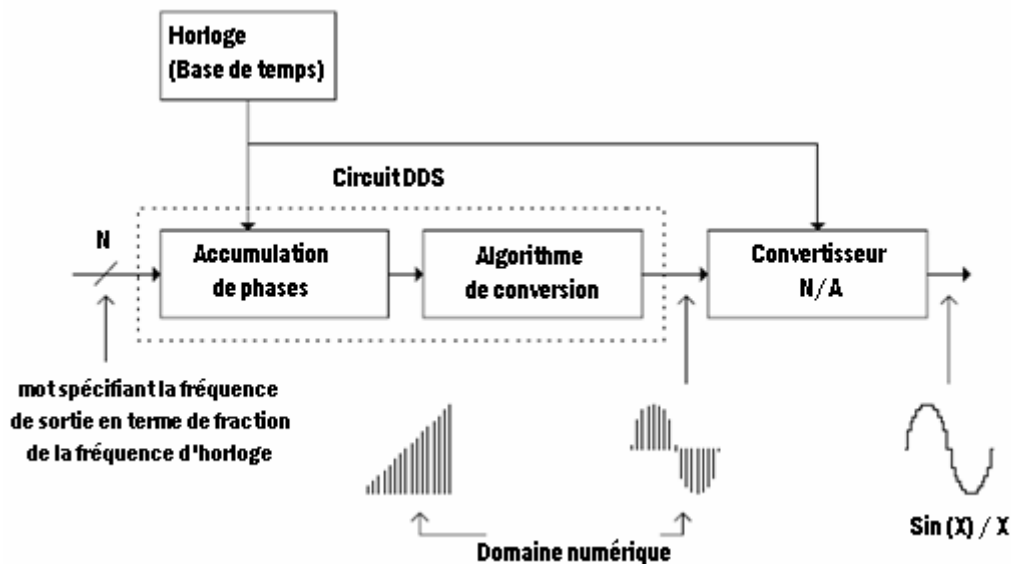 Horloge
(Base de temps)
Circuit DDS
N
Accumulation
de phases
Algorithme
de conversion
Convertisseur
N/A
mot spécifiant la fréquence
de sortie en terme de fraction
de la fréquence d'horloge
Domaine numérique
Sin (X) / X